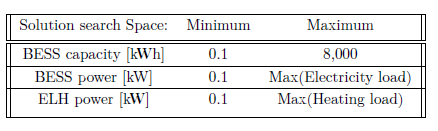 Solution search Space: Minimum Maximum
BESS capacity [kWh] 0.1 8,000
BESS power [kW] 0.1 Max(Electricity load)
ELH power [kW] 0.1 Max(Heating load)